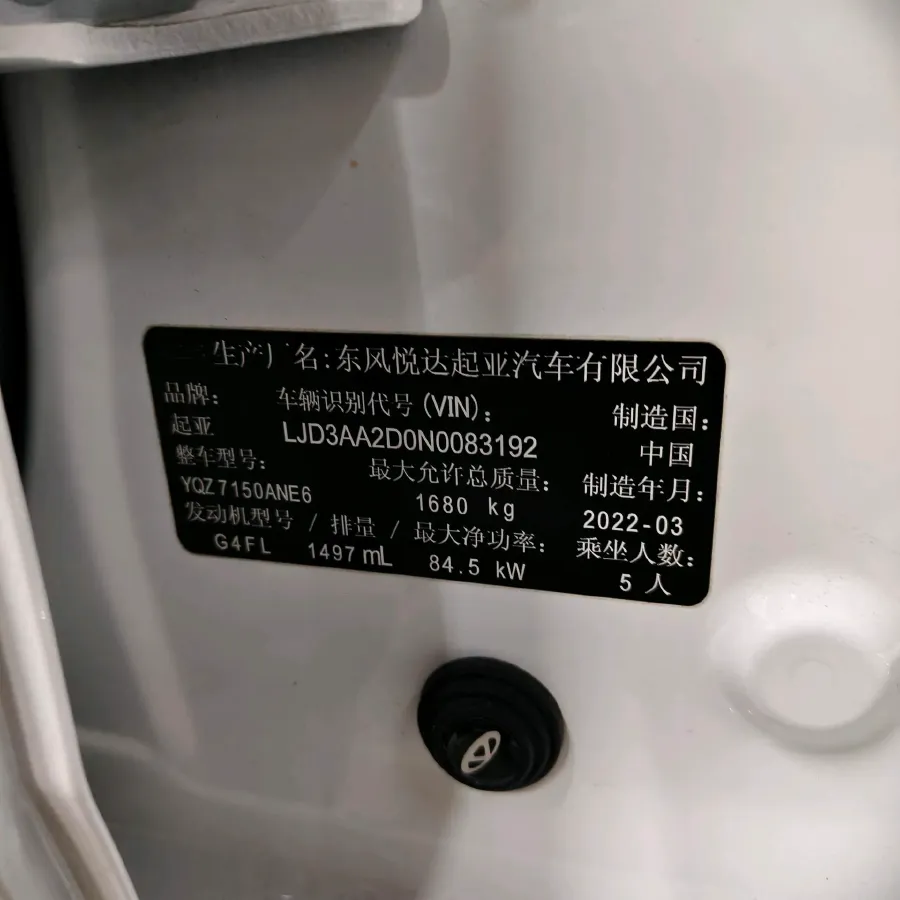 生产厂名：东风悦达起亚汽车有限公司
品牌： 车辆识别代号(VIN)： 制造国：
起亚 LJD3AA2D0N0083192 中国
整车型号： 最大允许总质量： 制造年月：
YQZ7150ANE6 1680 kg 2022-03
发动机型号 / 排量 / 最大净功率： 乘坐人数：
G4FL 1497 mL 84.5 kW 5 人